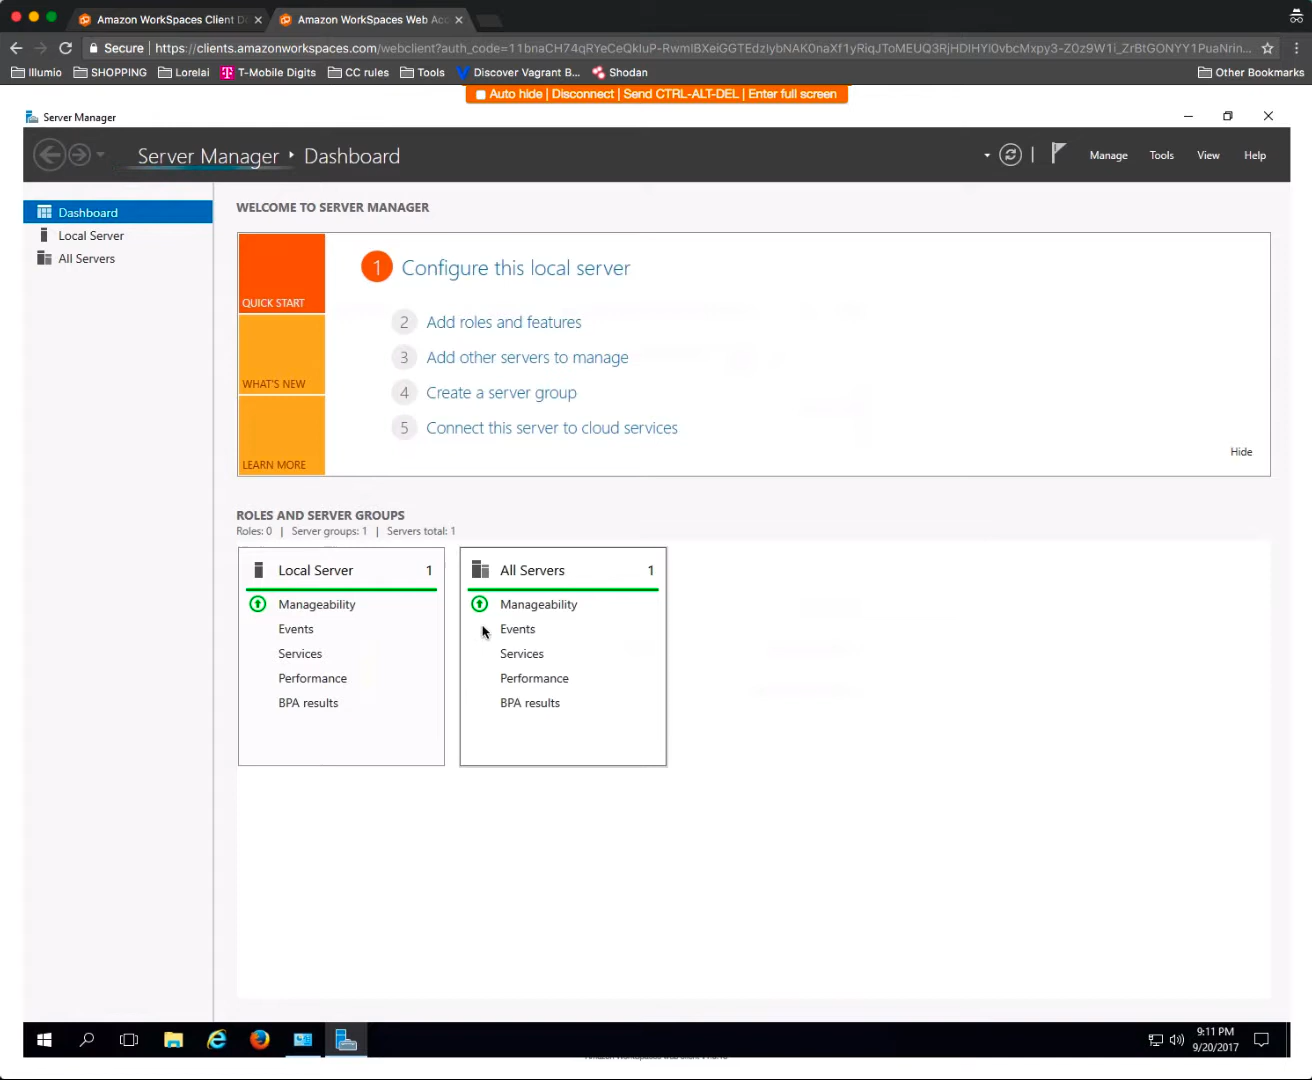 Amazon WorkSpaces Client D
Amazon WorkSpaces Web Acc
Secure
https://clients.amazonworkspaces.com/webclient?auth_code=
Illumio
SHOPPING
Lorelai
T-Mobile Digits
CC rules
Tools
Discover Vagrant B...
Shodan
Other Bookmarks
Auto hide | Disconnect | Send CTRL-ALT-DEL | Enter full screen
Server Manager
Server Manager
Dashboard
Manage
Tools
View
Help
Dashboard
Local Server
All Servers
WELCOME TO SERVER MANAGER
QUICK START
WHAT'S NEW
LEARN MORE
1 Configure this local server
2 Add roles and features
3 Add other servers to manage
4 Create a server group
5 Connect this server to cloud services
Hide
ROLES AND SERVER GROUPS
Roles: 0 | Server groups: 1 | Servers total: 1
Local Server 1
Manageability
Events
Services
Performance
BPA results
All Servers 1
Manageability
Events
Services
Performance
BPA results
9:11 PM
9/20/2017